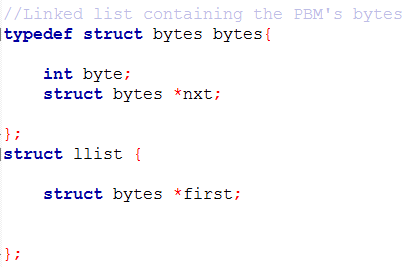 //Linked list containing the PBM's bytes
typedef struct bytes bytes{
int byte;
struct bytes *nxt;
};
struct llist {
struct bytes *first;
};